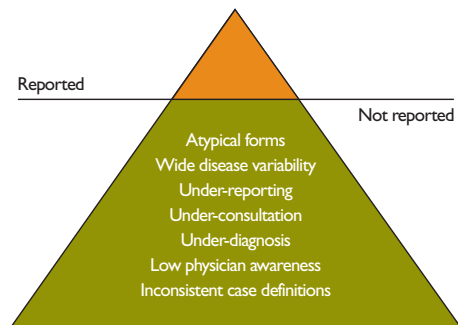 Reported
Not reported
Atypical forms
Wide disease variability
Under-reporting
Under-consultation
Under-diagnosis
Low physician awareness
Inconsistent case definitions